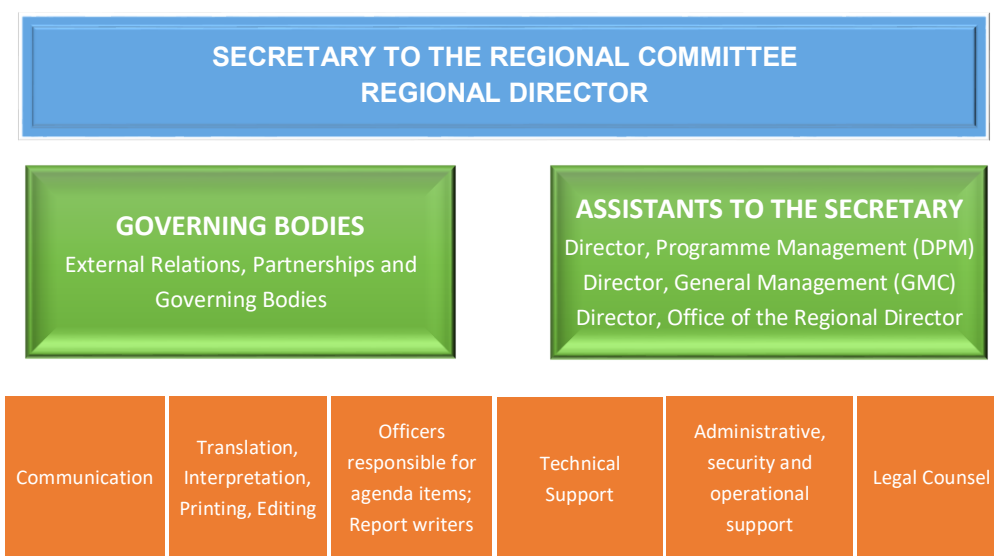 SECRETARY TO THE REGIONAL COMMITTEE
REGIONAL DIRECTOR
GOVERNING BODIES
External Relations, Partnerships and
Governing Bodies
ASSISTANTS TO THE SECRETARY
Director, Programme Management (DPM)
Director, General Management (GMC)
Director, Office of the Regional Director
Communication
Translation,
Interpretation,
Printing, Editing
Officers
responsible for
agenda items;
Report writers
Technical
Support
Administrative,
security and
operational
support
Legal Counsel